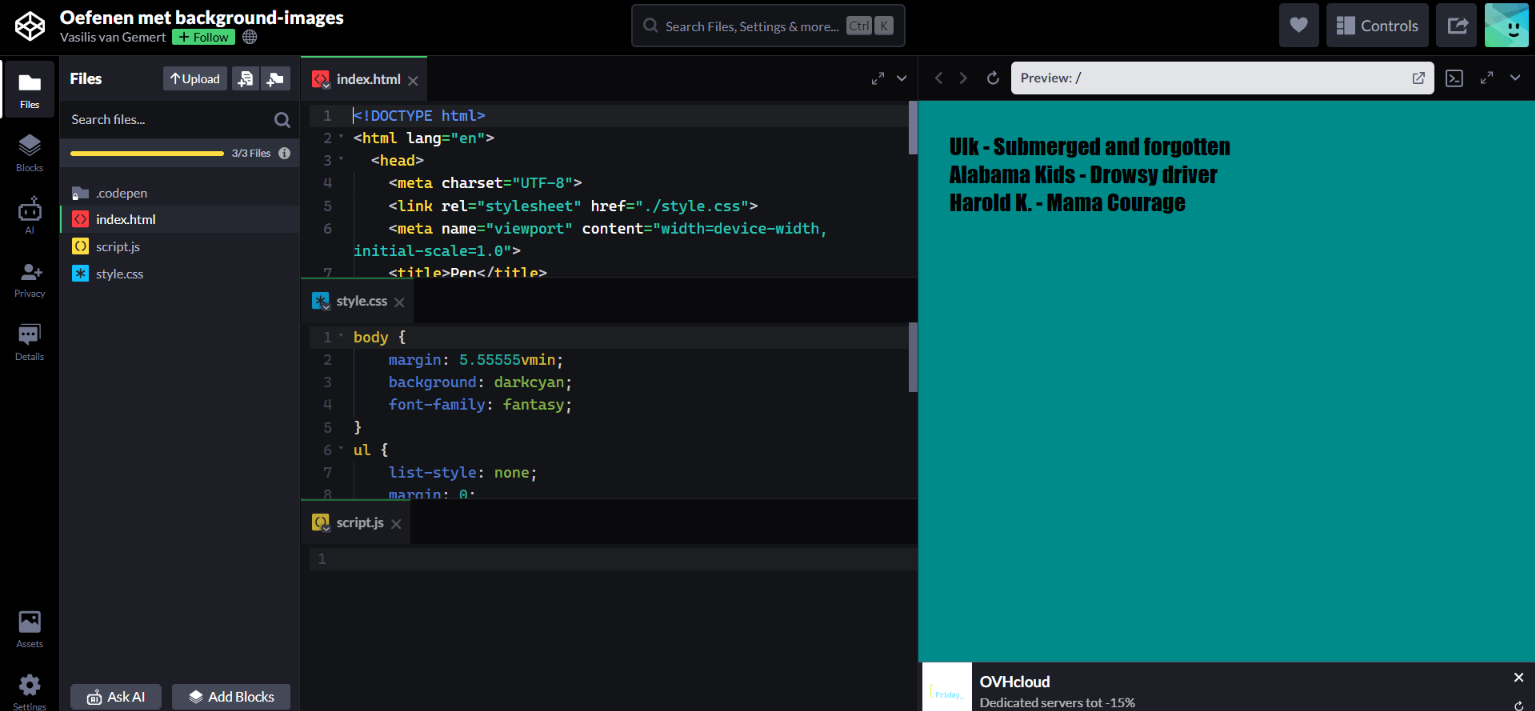 Oefenen met background-images
Vasilis van Gemert + Follow
Search Files, Settings & more... Ctrl K
Controls
Files
Blocks
AI
Privacy
Details
Assets
Settings
Files
Upload
Search files...
3/3 Files
.codepen
index.html
script.js
style.css
Ask AI
Add Blocks
index.html
1 <!DOCTYPE html>
2 <html lang="en">
3 <head>
4 <meta charset="UTF-8">
5 <link rel="stylesheet" href="./style.css">
6 <meta name="viewport" content="width=device-width,
initial-scale=1.0">
7 <title>Pen</title>
style.css
1 body {
2 margin: 5.55555vmin;
3 background: darkcyan;
4 font-family: fantasy;
5 }
6 ul {
7 list-style: none;
8 margin: 0;
script.js
1
Preview: /
Ulk - Submerged and forgotten
Alabama Kids - Drowsy driver
Harold K. - Mama Courage
Friday_
OVHcloud
Dedicated servers tot -15%